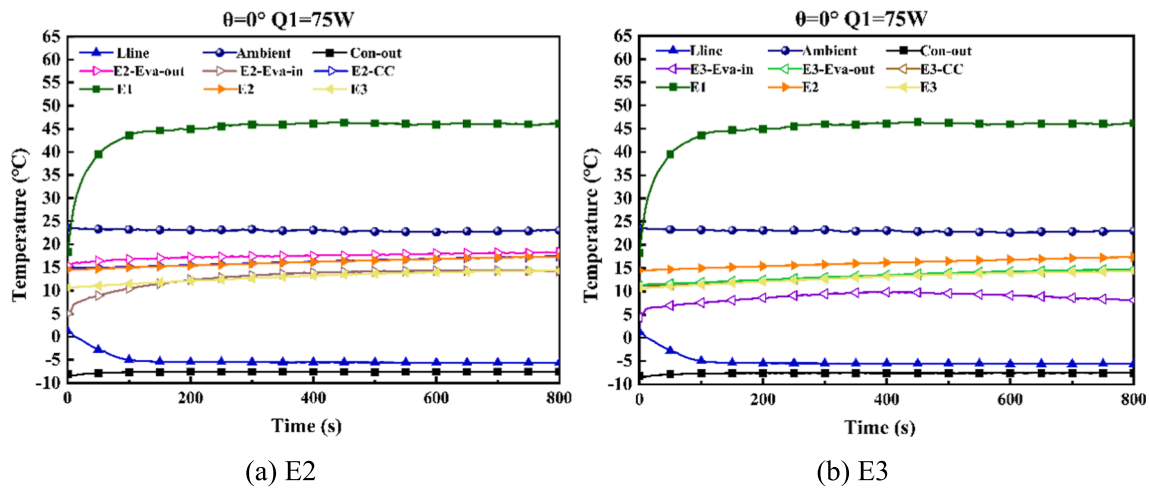 θ=0° Q1=75W
Lline Ambient Con-out
E2-Eva-out E2-Eva-in E2-CC
E1 E2 E3
Temperature (℃)
60
55
50
45
40
35
30
25
20
15
10
5
0
-5
-10
0 200 400 600 800
Time (s)
(a) E2
θ=0° Q1=75W
Lline Ambient Con-out
E3-Eva-in E3-Eva-out E3-CC
E1 E2 E3
Temperature (℃)
65
60
55
50
45
40
35
30
25
20
15
10
5
0
-5
-10
0 200 400 600 800
Time (s)
(b) E3